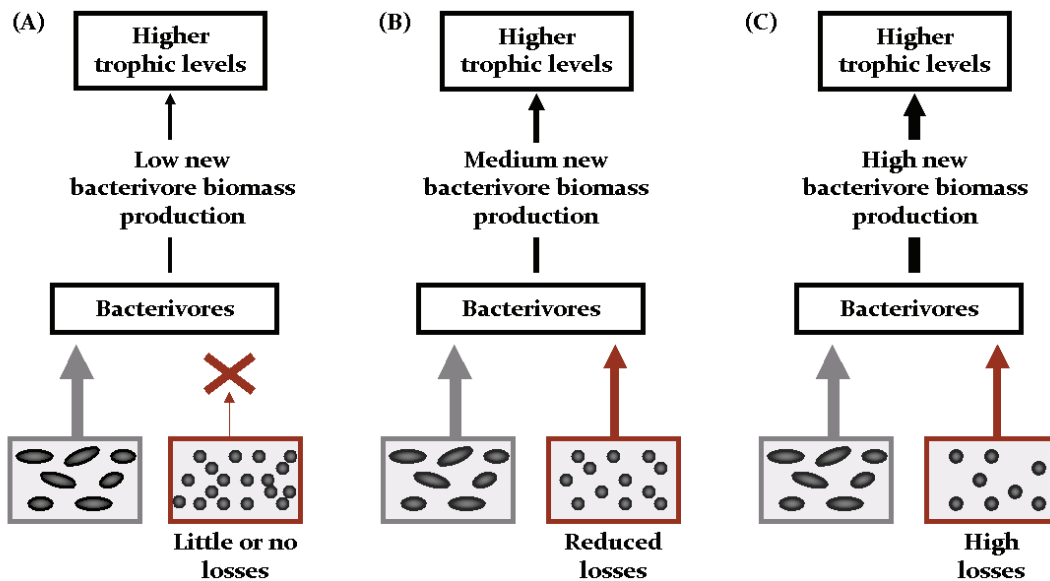 (A)
Higher
trophic levels
Low new
bacterivore biomass
production
Bacterivores
Little or no
losses
(B)
Higher
trophic levels
Medium new
bacterivore biomass
production
Bacterivores
Reduced
losses
(C)
Higher
trophic levels
High new
bacterivore biomass
production
Bacterivores
High
losses